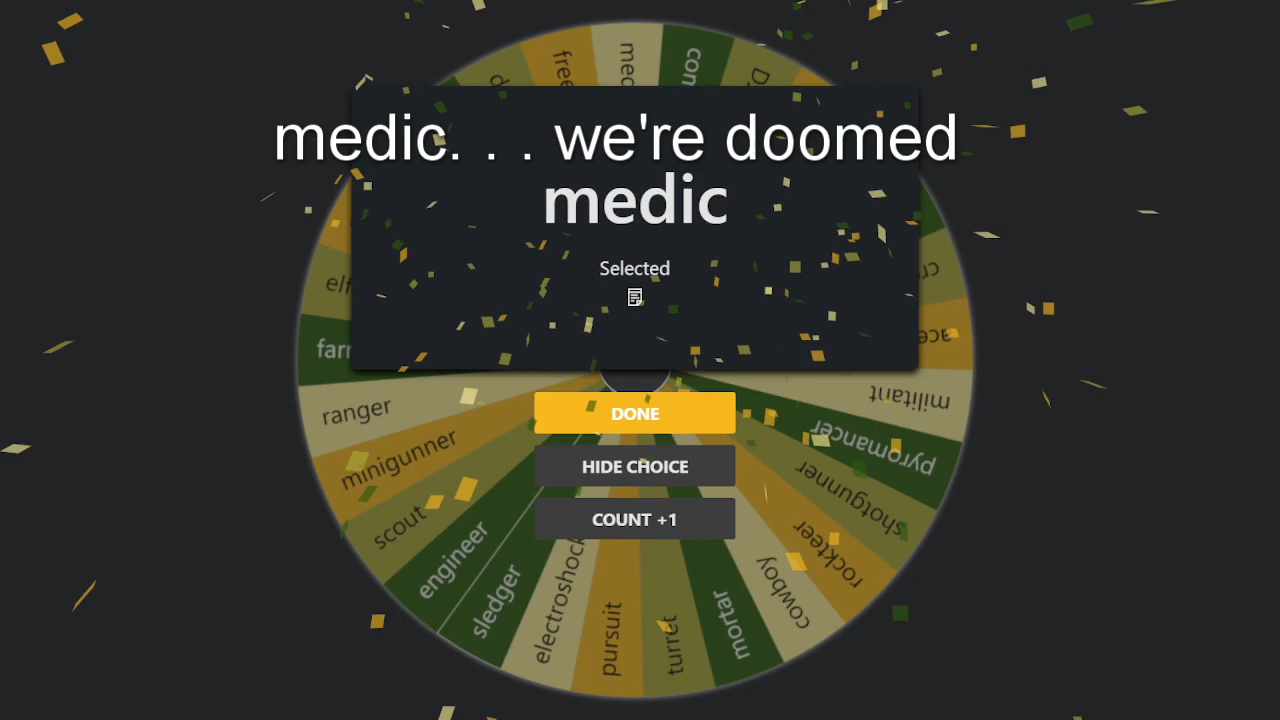 medic. . . we're doomed
medic
Selected
DONE
HIDE CHOICE
COUNT +1
ranger
minigunner
scout
engineer
sledger
electroshock
pursuit
turret
mortar
cowboy
rockteer
shotgunner
pyromancer
militant